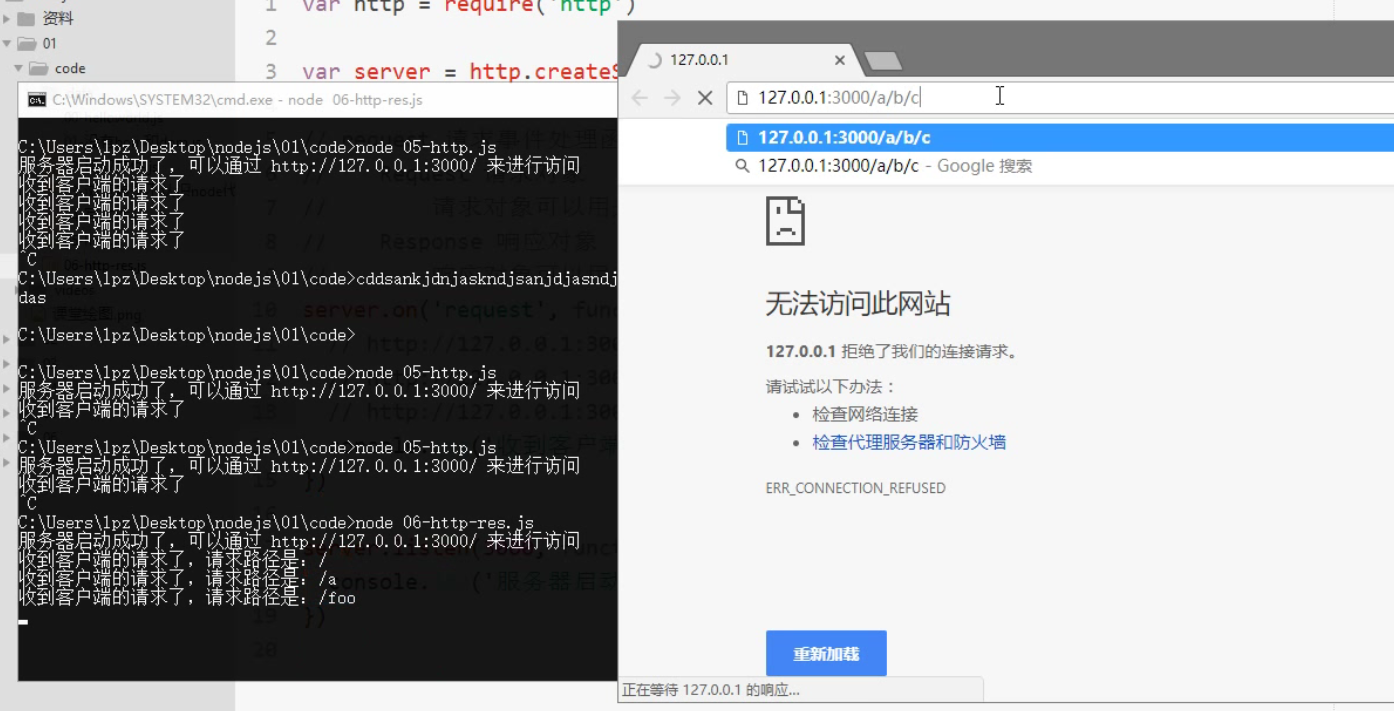 资料
01
code
1 var http = require('http')
2
3 var server = http.createS
C:\Windows\SYSTEM32\cmd.exe - node  06-http-res.js
C:\Users\lpz\Desktop\nodejs\01\code>node 05-http.js
服务器启动成功了，可以通过 http://127.0.0.1:3000/ 来进行访问
收到客户端的请求了
收到客户端的请求了
收到客户端的请求了
收到客户端的请求了
^C
C:\Users\lpz\Desktop\nodejs\01\code>cddsankjdnjaskndjsanjdjasndj
das
C:\Users\lpz\Desktop\nodejs\01\code>
C:\Users\lpz\Desktop\nodejs\01\code>node 05-http.js
服务器启动成功了，可以通过 http://127.0.0.1:3000/ 来进行访问
收到客户端的请求了
^C
C:\Users\lpz\Desktop\nodejs\01\code>node 05-http.js
服务器启动成功了，可以通过 http://127.0.0.1:3000/ 来进行访问
收到客户端的请求了
^C
C:\Users\lpz\Desktop\nodejs\01\code>node 06-http-res.js
服务器启动成功了，可以通过 http://127.0.0.1:3000/ 来进行访问
收到客户端的请求了，请求路径是：/
收到客户端的请求了，请求路径是：/a
收到客户端的请求了，请求路径是：/foo
127.0.0.1
127.0.0.1:3000/a/b/c
127.0.0.1:3000/a/b/c
127.0.0.1:3000/a/b/c - Google 搜索
无法访问此网站
127.0.0.1 拒绝了我们的连接请求。
请试试以下办法：
检查网络连接
检查代理服务器和防火墙
ERR_CONNECTION_REFUSED
重新加载
正在等待 127.0.0.1 的响应...